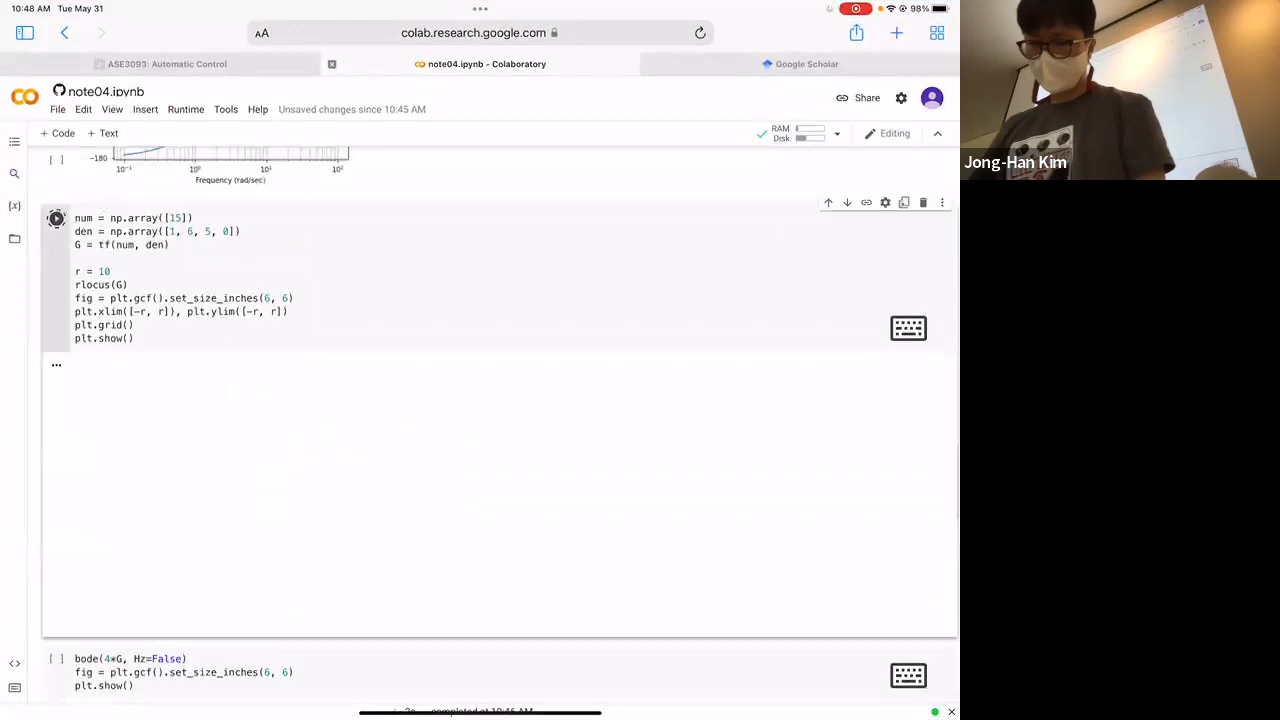 10:48 AM Tue May 31
98%
AA
colab.research.google.com
ASE3093: Automatic Control
note04.ipynb - Colaboratory
Google Scholar
note04.ipynb
File Edit View Insert Runtime Tools Help Unsaved changes since 10:45 AM
Share
+ Code + Text
RAM
Disk
Editing
[ ]
-180
10⁻¹ 10⁰ 10¹ 10²
Frequency (rad/sec)
num = np.array([15])
den = np.array([1, 6, 5, 0])
G = tf(num, den)
r = 10
rlocus(G)
fig = plt.gcf().set_size_inches(6, 6)
plt.xlim([-r, r]), plt.ylim([-r, r])
plt.grid()
plt.show()
...
[ ] bode(4*G, Hz=False)
fig = plt.gcf().set_size_inches(6, 6)
plt.show()
completed at 10:46 AM
Jong-Han Kim